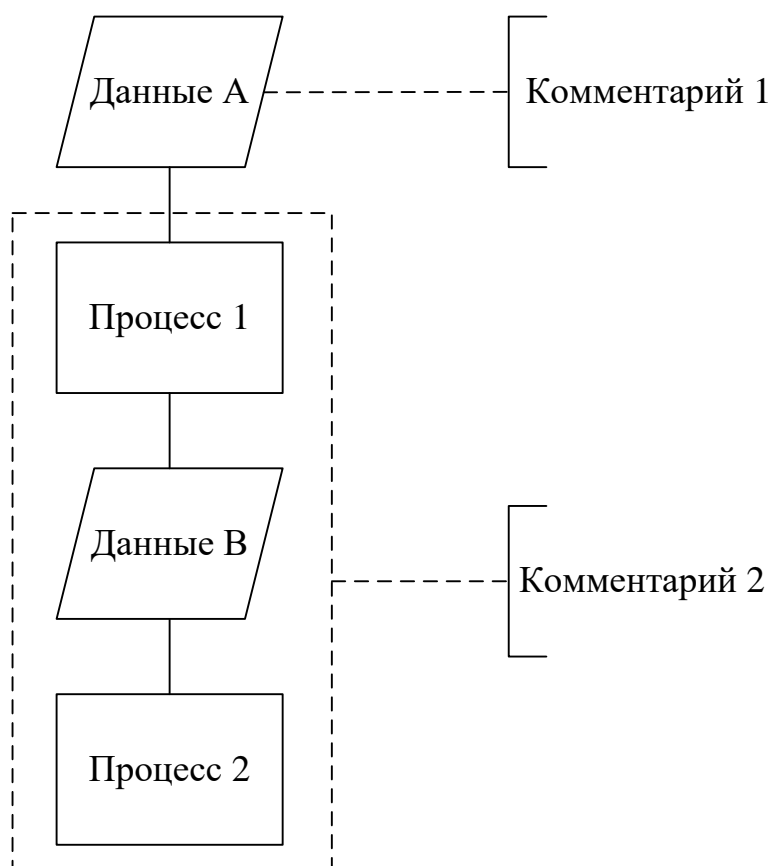 Данные А
Комментарий 1
Процесс 1
Данные В
Комментарий 2
Процесс 2